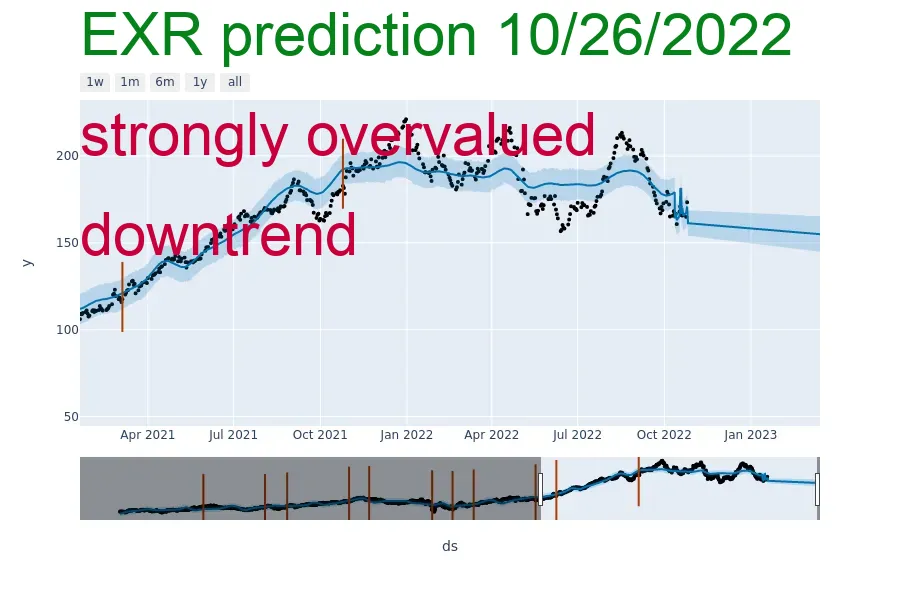 EXR prediction 10/26/2022
1w 1m 6m 1y all
strongly overvalued
200
downtrend
150
y
100
50
Apr 2021 Jul 2021 Oct 2021 Jan 2022 Apr 2022 Jul 2022 Oct 2022 Jan 2023
ds